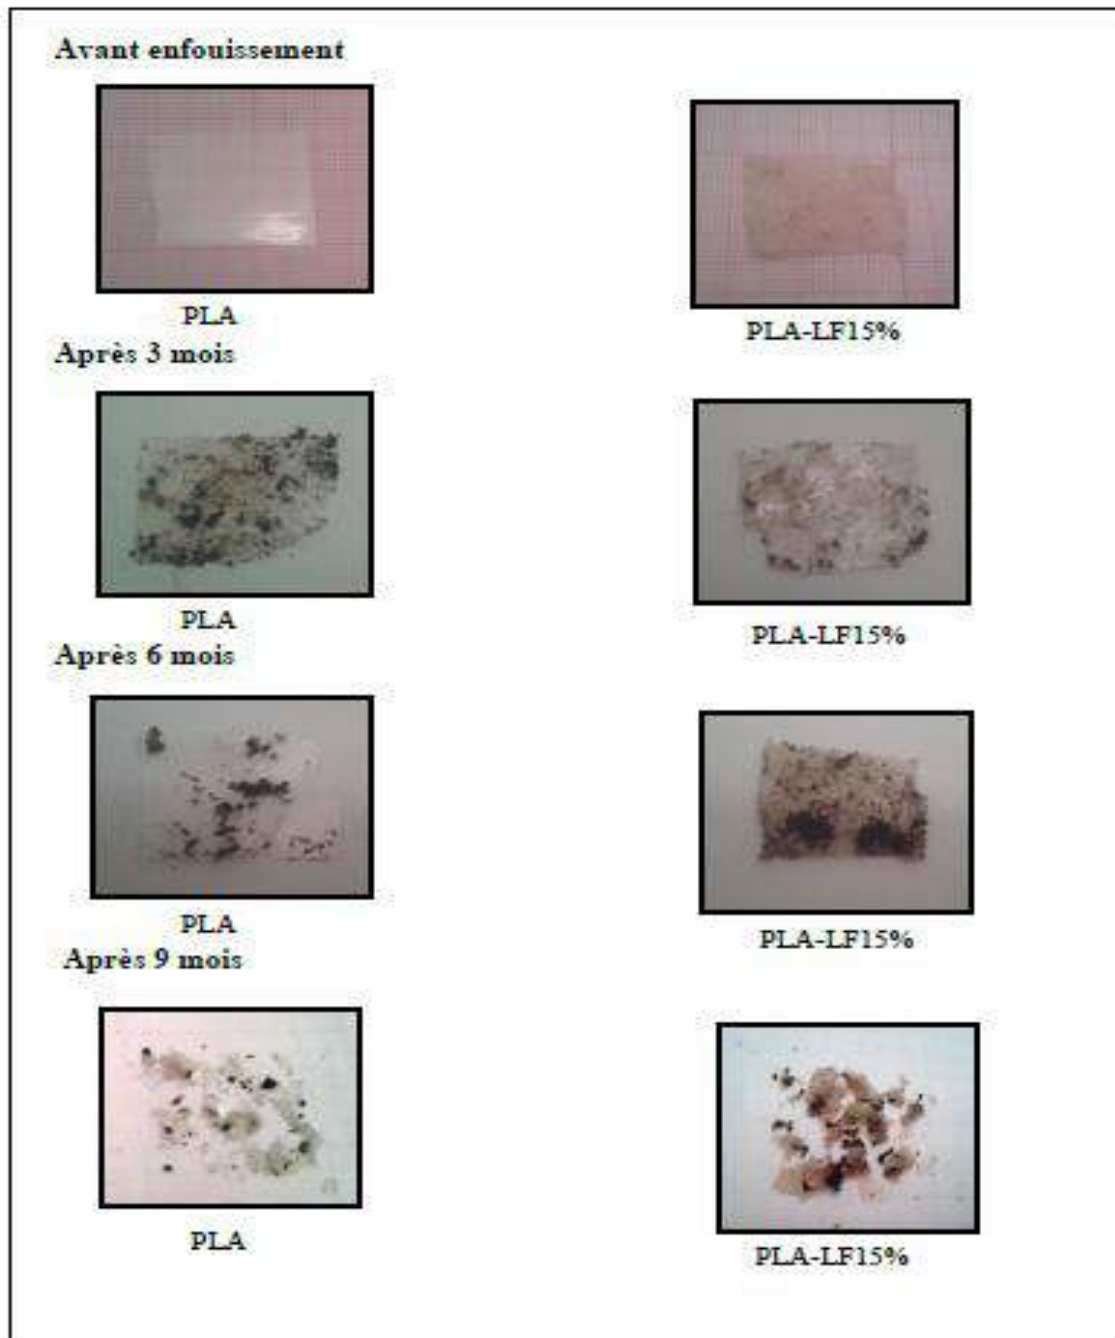 Avant enfouissement
PLA
PLA-LF15%
Après 3 mois
PLA
PLA-LF15%
Après 6 mois
PLA
PLA-LF15%
Après 9 mois
PLA
PLA-LF15%